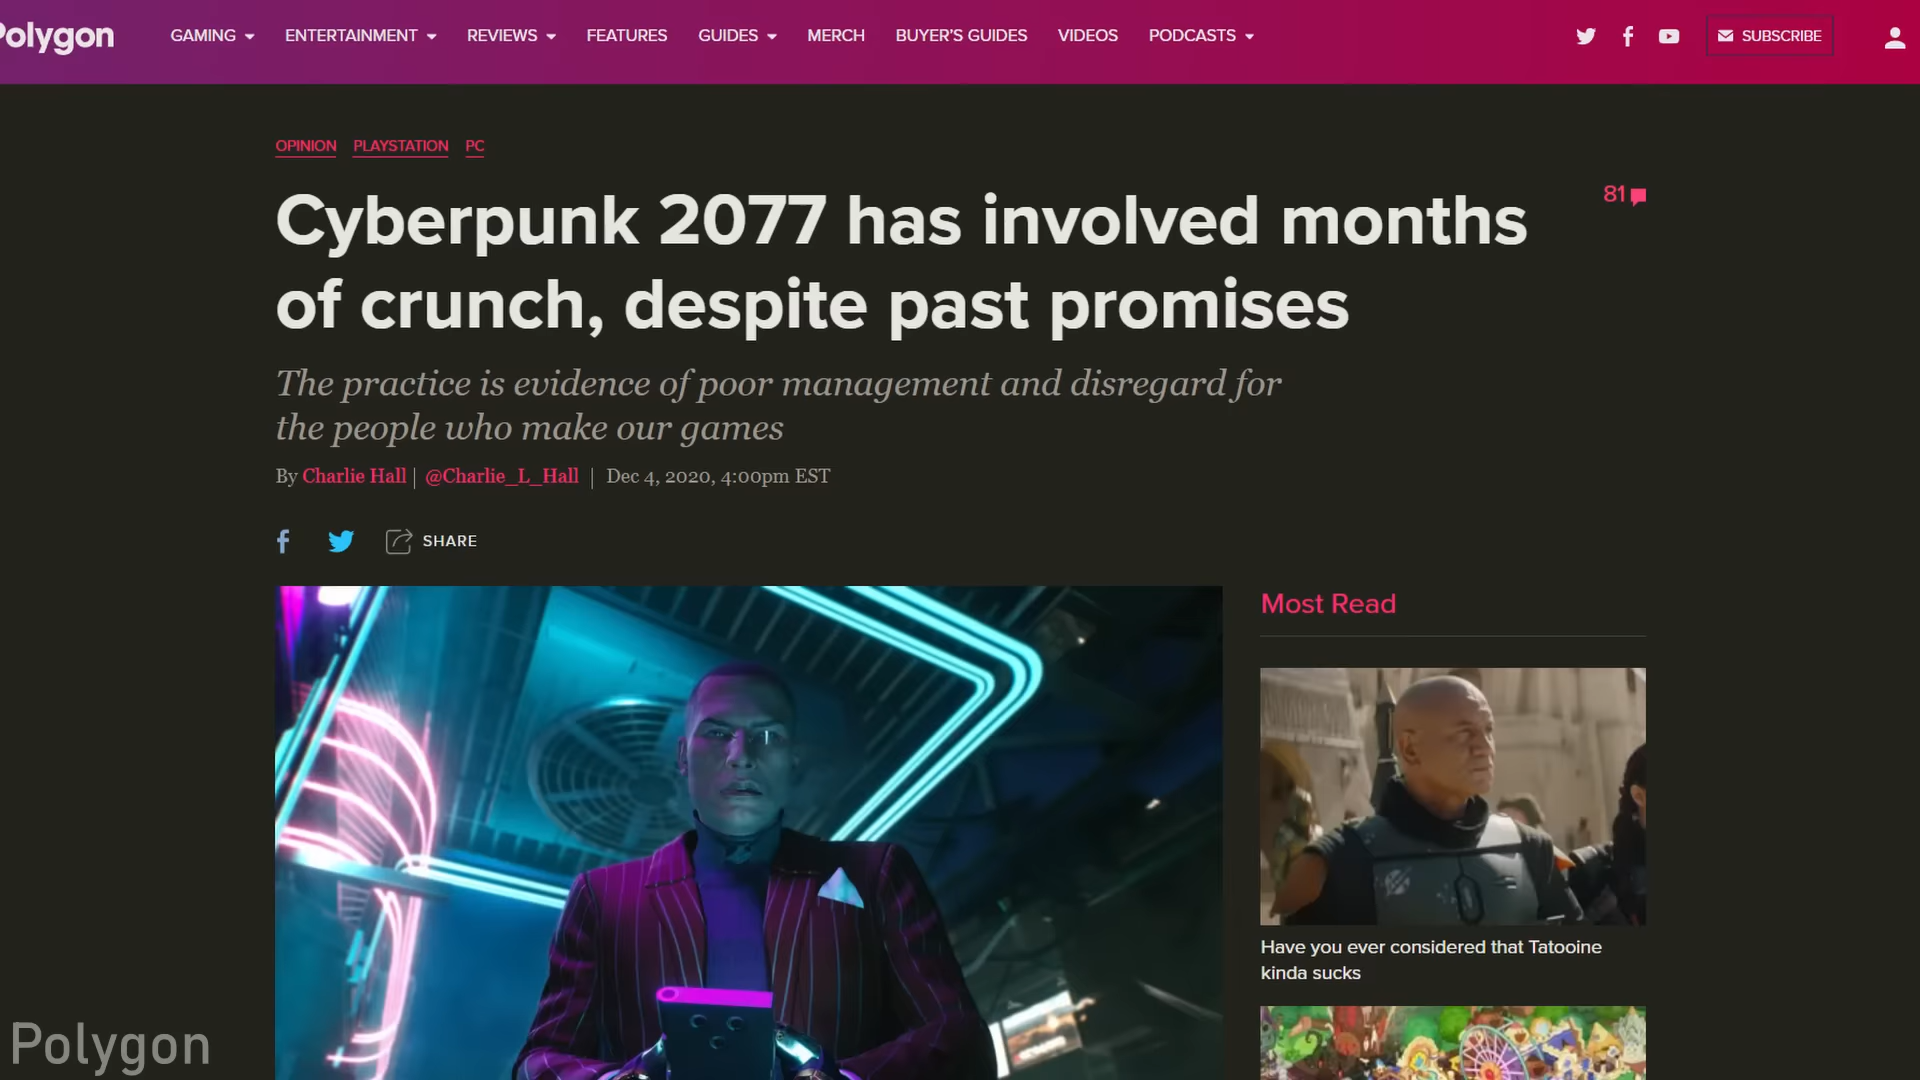 Polygon
GAMING ENTERTAINMENT REVIEWS FEATURES GUIDES MERCH BUYER'S GUIDES VIDEOS PODCASTS SUBSCRIBE
OPINION PLAYSTATION PC
Cyberpunk 2077 has involved months
of crunch, despite past promises
81
The practice is evidence of poor management and disregard for
the people who make our games
By Charlie Hall | @Charlie_L_Hall | Dec 4, 2020, 4:00pm EST
SHARE
Most Read
Have you ever considered that Tatooine
kinda sucks
Polygon